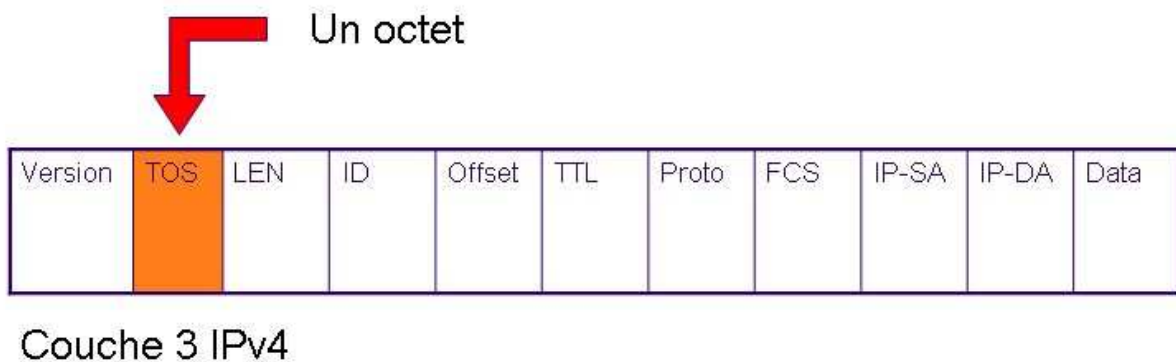 Un octet
Version TOS LEN ID Offset TTL Proto FCS IP-SA IP-DA Data
Couche 3 IPv4